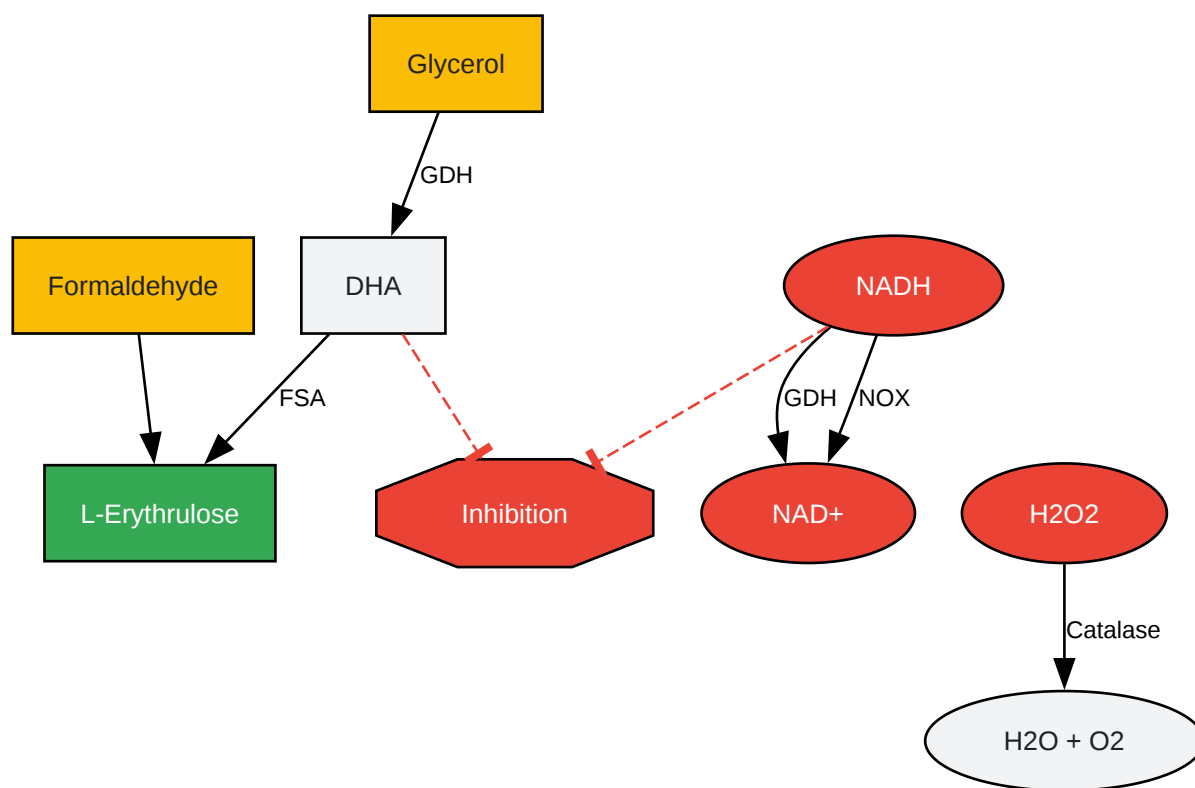 Glycerol
GDH
Formaldehyde
DHA
NADH
FSA
GDH
NOX
L-Erythrulose
Inhibition
NAD+
H2O2
Catalase
H2O + O2